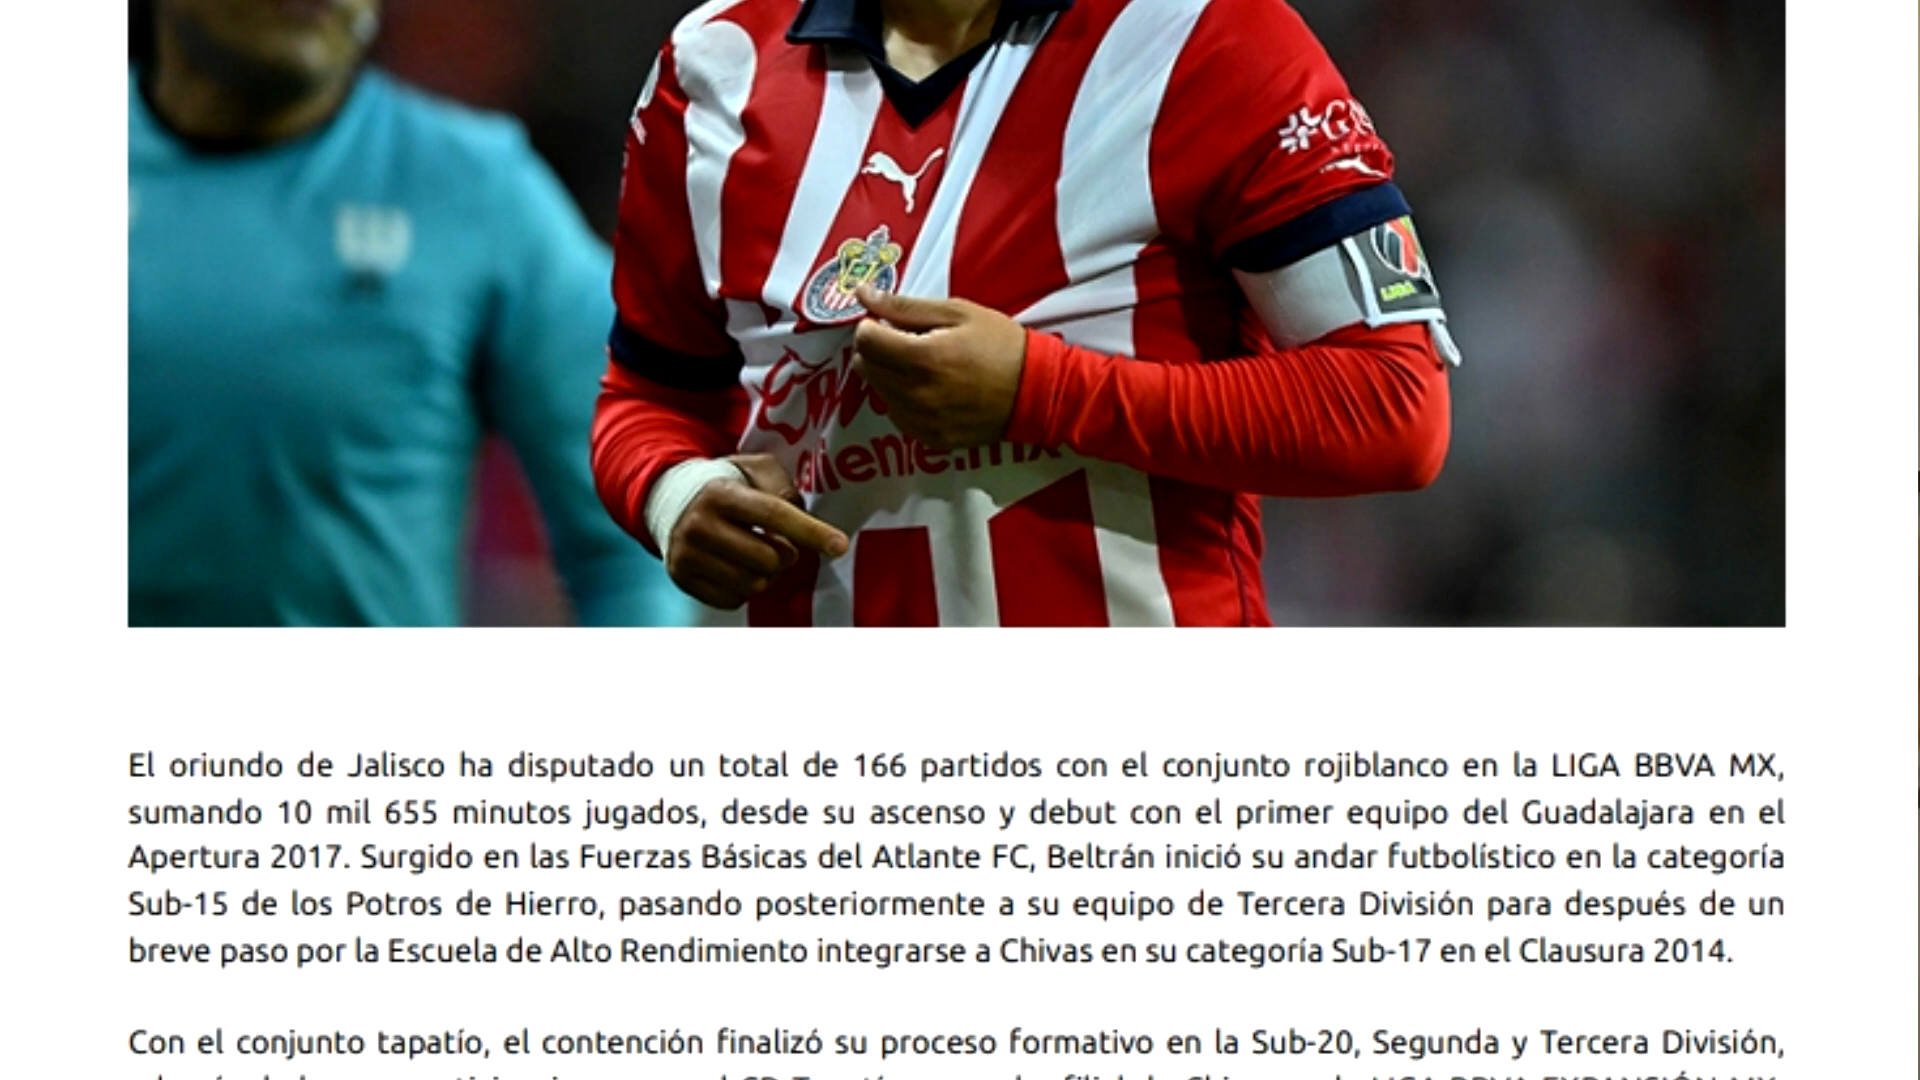 LIGA
aliente.mx
El oriundo de Jalisco ha disputado un total de 166 partidos con el conjunto rojiblanco en la LIGA BBVA MX,
sumando 10 mil 655 minutos jugados, desde su ascenso y debut con el primer equipo del Guadalajara en el
Apertura 2017. Surgido en las Fuerzas Básicas del Atlante FC, Beltrán inició su andar futbolístico en la categoría
Sub-15 de los Potros de Hierro, pasando posteriormente a su equipo de Tercera División para después de un
breve paso por la Escuela de Alto Rendimiento integrarse a Chivas en su categoría Sub-17 en el Clausura 2014.
Con el conjunto tapatío, el contención finalizó su proceso formativo en la Sub-20, Segunda y Tercera División,